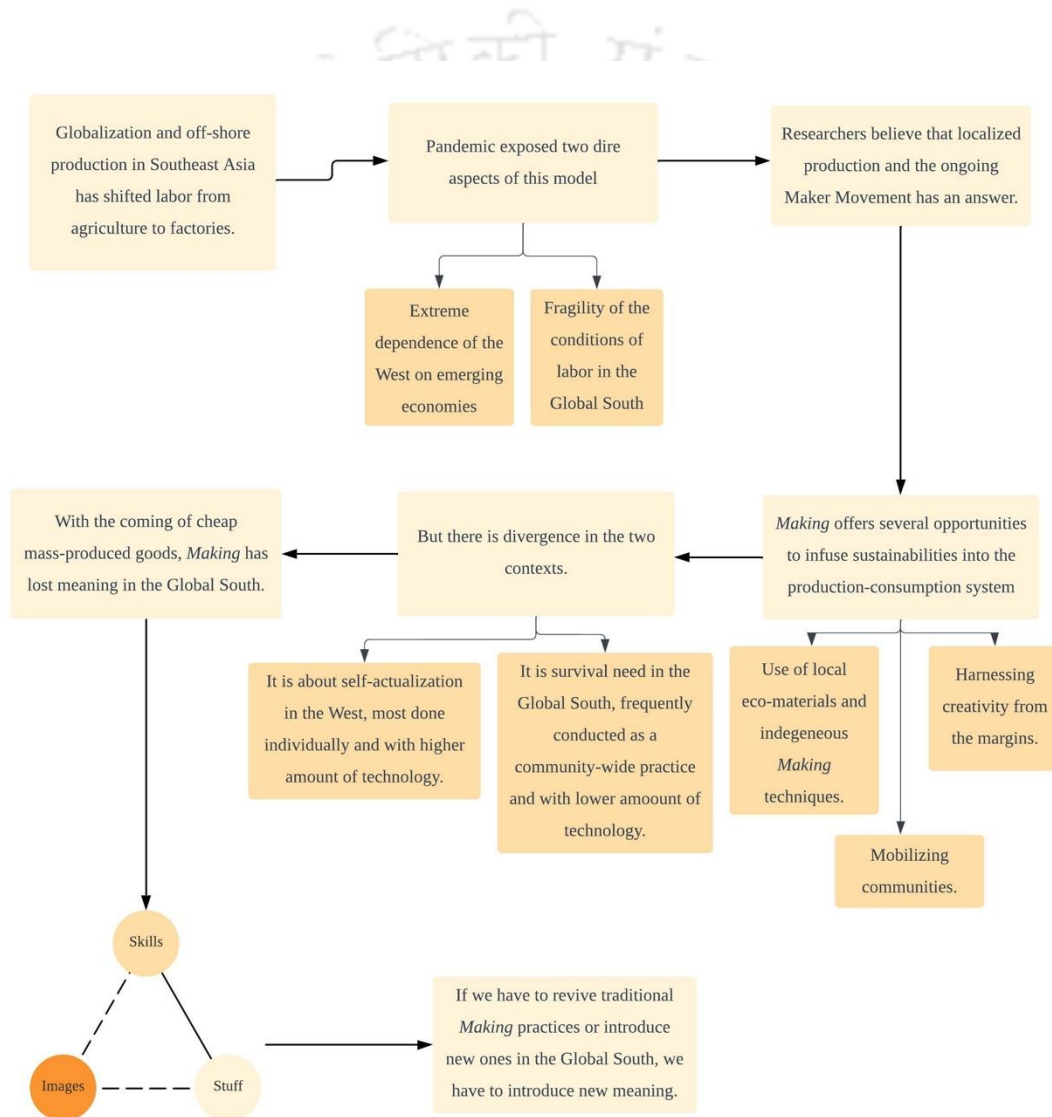 Globalization and off-shore
production in Southeast Asia
has shifted labor from
agriculture to factories.
Pandemic exposed two dire
aspects of this model
Researchers believe that localized
production and the ongoing
Maker Movement has an answer.
Extreme
dependence of the
West on emerging
economies
Fragility of the
conditions of
labor in the
Global South
With the coming of cheap
mass-produced goods, Making has
lost meaning in the Global South.
But there is divergence in the two
contexts.
Making offers several opportunities
to infuse sustainabilities into the
production-consumption system
It is about self-actualization
in the West, most done
individually and with higher
amount of technology.
It is survival need in the
Global South, frequently
conducted as a
community-wide practice
and with lower amoount of
technology.
Use of local
eco-materials and
indegeneous
Making
techniques.
Harnessing
creativity from
the margins.
Mobilizing
communities.
Skills
Images
Stuff
If we have to revive traditional
Making practices or introduce
new ones in the Global South, we
have to introduce new meaning.